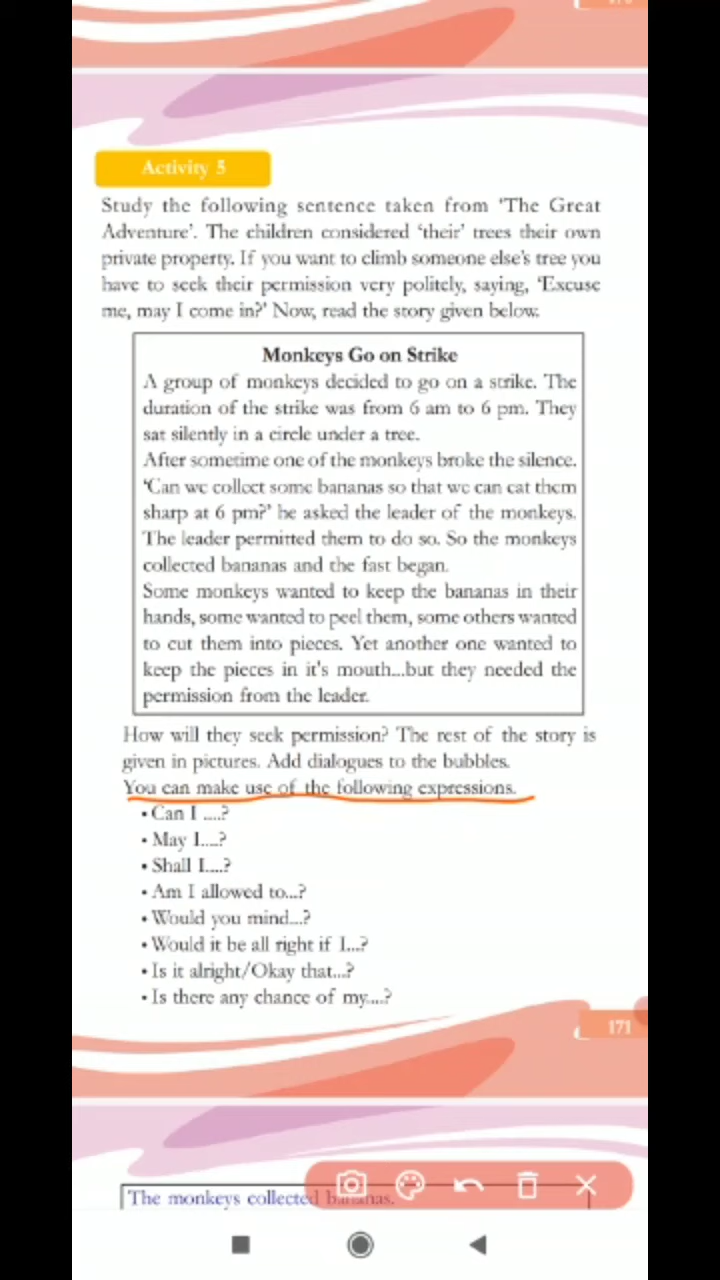 Activity 5
Study the following sentence taken from 'The Great
Adventure'. The children considered 'their' trees their own
private property. If you want to climb someone else's tree you
have to seek their permission very politely, saying, 'Excuse
me, may I come in?' Now, read the story given below.
Monkeys Go on Strike
A group of monkeys decided to go on a strike. The
duration of the strike was from 6 am to 6 pm. They
sat silently in a circle under a tree.
After sometime one of the monkeys broke the silence.
'Can we collect some bananas so that we can eat them
sharp at 6 pm?' he asked the leader of the monkeys.
The leader permitted them to do so. So the monkeys
collected bananas and the fast began.
Some monkeys wanted to keep the bananas in their
hands, some wanted to peel them, some others wanted
to cut them into pieces. Yet another one wanted to
keep the pieces in it's mouth...but they needed the
permission from the leader.
How will they seek permission? The rest of the story is
given in pictures. Add dialogues to the bubbles.
You can make use of the following expressions.
• Can I ....?
• May I....?
• Shall I....?
• Am I allowed to...?
• Would you mind...?
• Would it be all right if I...?
• Is it alright/Okay that...?
• Is there any chance of my....?
171
The monkeys collected bananas.